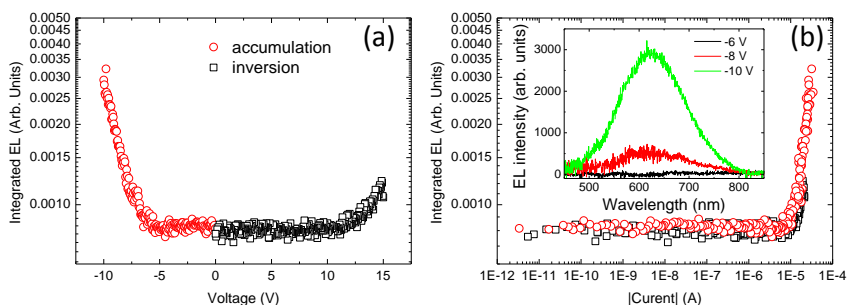 (a)
accumulation
inversion
Integrated EL (Arb. Units)
0.0050
0.0045
0.0040
0.0035
0.0030
0.0025
0.0020
0.0015
0.0010
-10 -5 0 5 10 15
Voltage (V)
(b)
Integrated EL (Arb. Units)
0.0050
0.0045
0.0040
0.0035
0.0030
0.0025
0.0020
0.0015
0.0010
1E-12 1E-11 1E-10 1E-9 1E-8 1E-7 1E-6 1E-5 1E-4 1E-3
|Curent| (A)
EL intensity (arb. units)
3000
2000
1000
0
500 600 700 800
Wavelength (nm)
-6 V
-8 V
-10 V